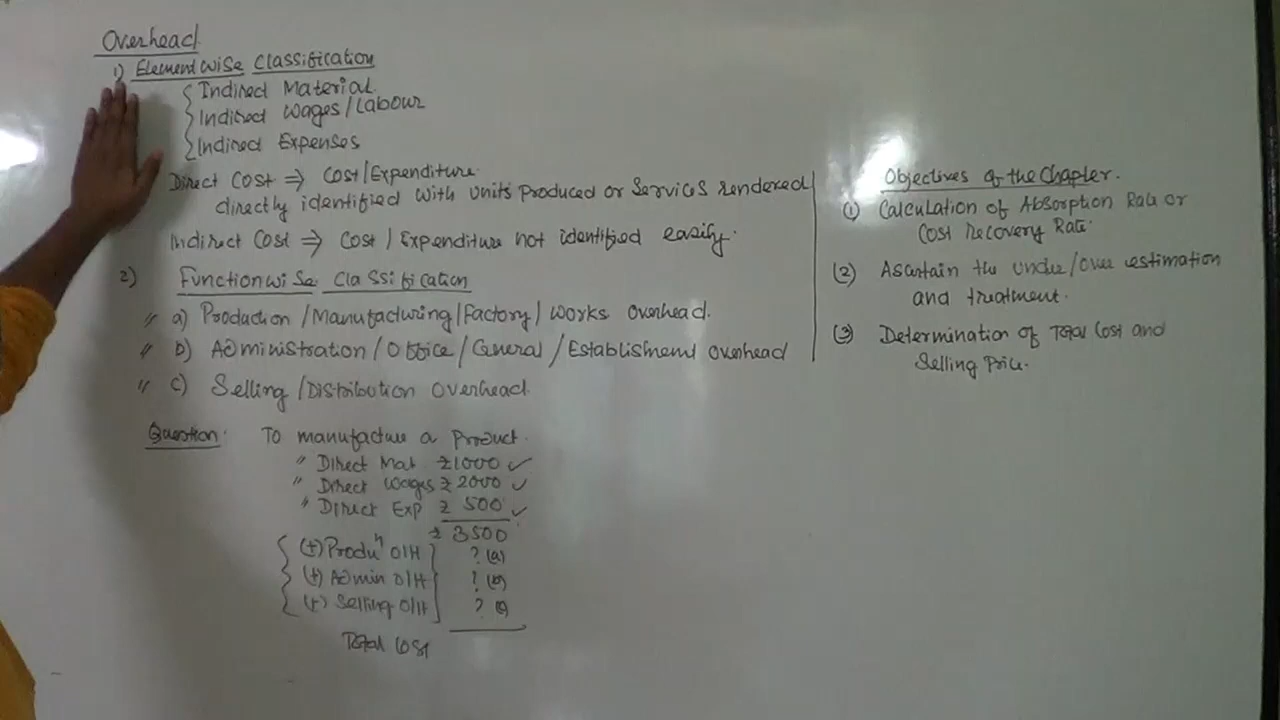 Overhead.
1) Elementwise Classification
Indirect Material.
Indirect Wages/Labour
Indirect Expenses
Direct Cost ⇒ Cost/Expenditure
directly identified with units produced or services rendered
Indirect Cost ⇒ Cost / Expenditure not identified easily.
2) Functionwise Classification
〃 a) Production/Manufacturing/Factory/Works overhead.
〃 b) Administration/Office/General/Establishment overhead
〃 c) Selling/Distribution Overhead.
Question: To manufacture a Product.
〃 Direct Mat ₹1000 ✓
〃 Direct Wages ₹ 2000 ✓
〃 Direct Exp ₹ 500 ✓
₹ 3500
(+) Produⁿ O/H ? (a)
(+) Admin O/H ? (b)
(+) Selling O/H ? (c)
Total Cost
Objectives of the Chapter.
(1) Calculation of Absorption Rate or
Cost Recovery Rate.
(2) Ascertain the under/over estimation
and treatment.
(3) Determination of Total Cost and
Selling Price.